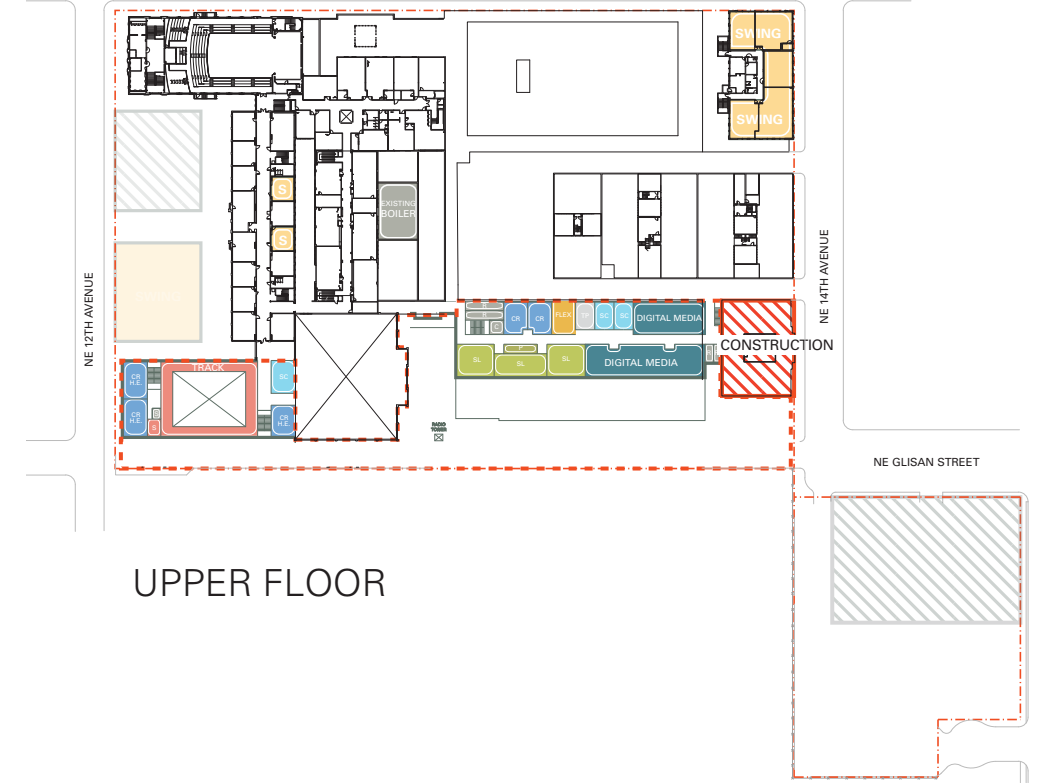 SWING
SWING
S
S
EXISTING
BOILER
NE 12TH AVENUE
NE 14TH AVENUE
CR
CR
FLEX
TP
SC
SC
DIGITAL MEDIA
C
CONSTRUCTION
SL
SL
SL
DIGITAL MEDIA
TRACK
CR
H.E.
SC
CR
H.E.
CR
H.E.
S
RADIO
TOWER
NE GLISAN STREET
UPPER FLOOR